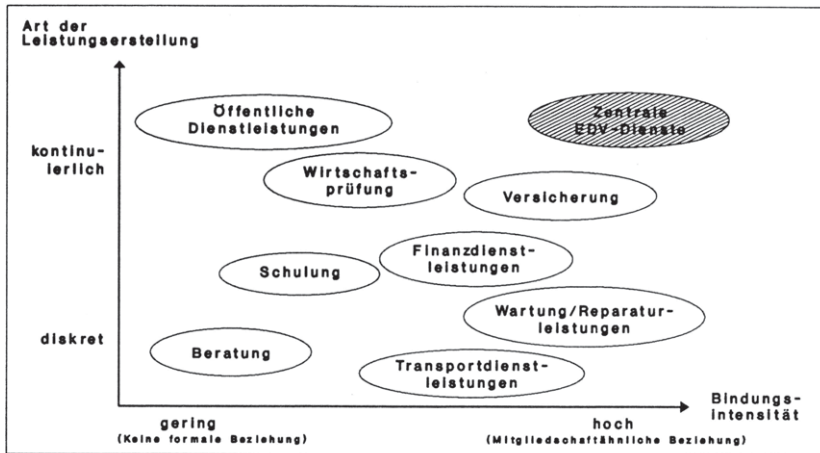 Art der
Leistungserstellung
Öffentliche
Dienstleistungen
Zentrale
EDV-Dienste
kontinu-
ierlich
Wirtschafts-
prüfung
Versicherung
Finanzdienst-
leistungen
Schulung
Wartung/Reparatur-
leistungen
diskret
Beratung
Transportdienst-
leistungen
Bindungs-
intensität
gering
(Keine formale Beziehung)
hoch
(Mitgliedschaftähnliche Beziehung)